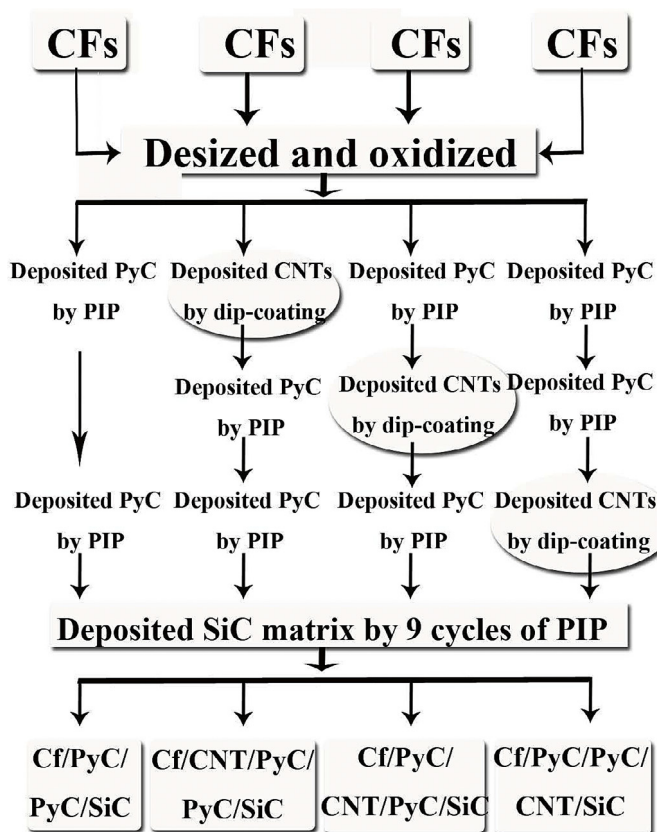 CFs
CFs
CFs
CFs
Desized and oxidized
Deposited PyC
by PIP
Deposited CNTs
by dip-coating
Deposited PyC
by PIP
Deposited PyC
by PIP
Deposited PyC
by PIP
Deposited CNTs
by dip-coating
Deposited PyC
by PIP
Deposited PyC
by PIP
Deposited PyC
by PIP
Deposited PyC
by PIP
Deposited CNTs
by dip-coating
Deposited SiC matrix by 9 cycles of PIP
Cf/PyC/
PyC/SiC
Cf/CNT/PyC/
PyC/SiC
Cf/PyC/
CNT/PyC/SiC
Cf/PyC/PyC/
CNT/SiC